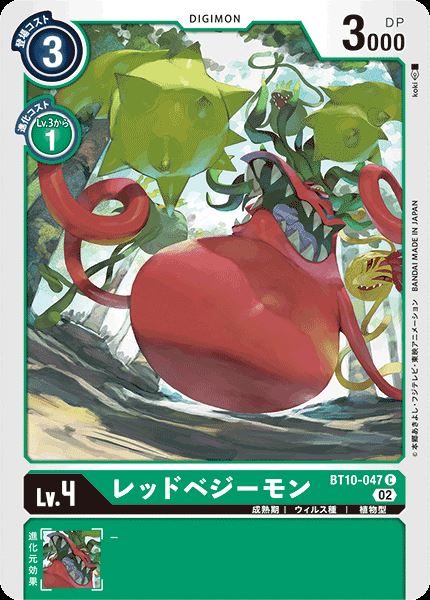 登場コスト
3
DIGIMON
DP
3000
進化コスト
Lv.3から
1
koki
©本郷あきよし・フジテレビ・東映アニメーション BANDAI MADE IN JAPAN
Lv.4
レッドベジーモン
BT10-047 C
02
成熟期 | ウィルス種 | 植物型
進化元効果
－